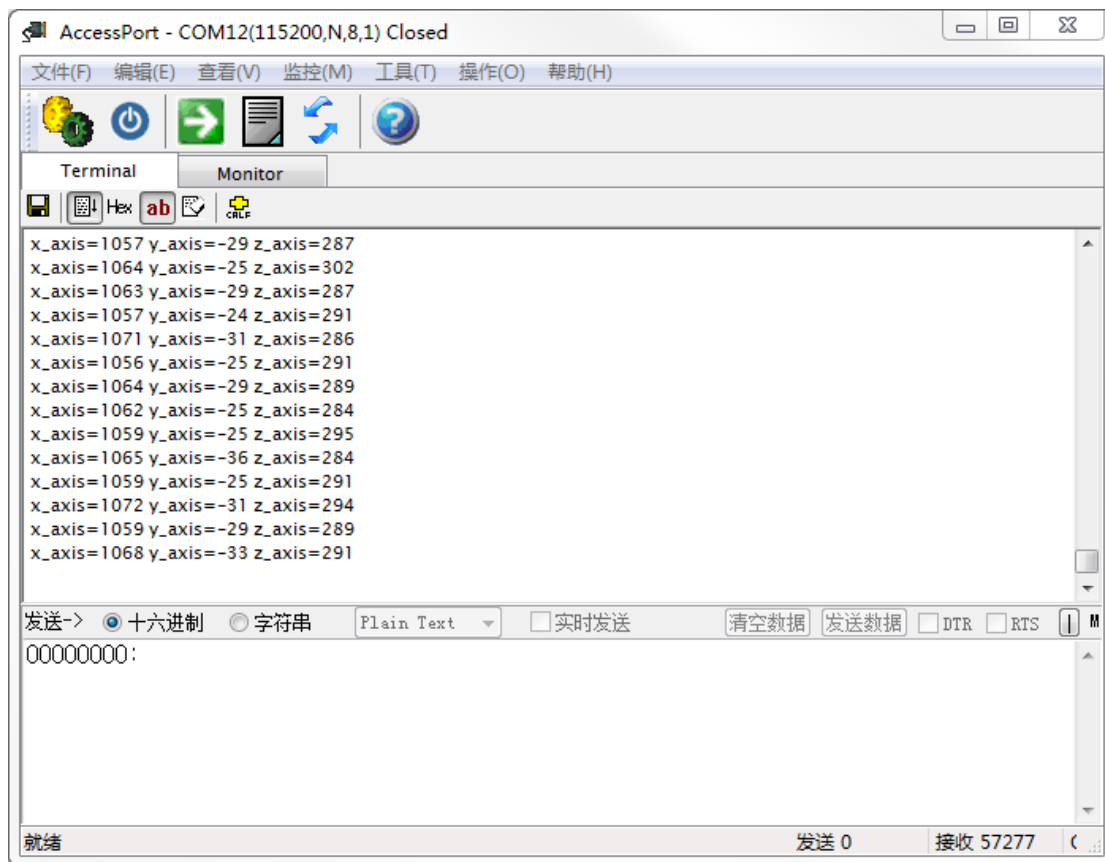 AccessPort - COM12(115200,N,8,1) Closed
文件(F) 编辑(E) 查看(V) 监控(M) 工具(T) 操作(O) 帮助(H)
Terminal Monitor
Hex ab CRLF
x_axis=1057 y_axis=-29 z_axis=287
x_axis=1064 y_axis=-25 z_axis=302
x_axis=1063 y_axis=-29 z_axis=287
x_axis=1057 y_axis=-24 z_axis=291
x_axis=1071 y_axis=-31 z_axis=286
x_axis=1056 y_axis=-25 z_axis=291
x_axis=1064 y_axis=-29 z_axis=289
x_axis=1062 y_axis=-25 z_axis=284
x_axis=1059 y_axis=-25 z_axis=295
x_axis=1065 y_axis=-36 z_axis=284
x_axis=1059 y_axis=-25 z_axis=291
x_axis=1072 y_axis=-31 z_axis=294
x_axis=1059 y_axis=-29 z_axis=289
x_axis=1068 y_axis=-33 z_axis=291
发送-> 十六进制 字符串 Plain Text 实时发送 清空数据 发送数据 DTR RTS M
00000000:
就绪 发送 0 接收 57277